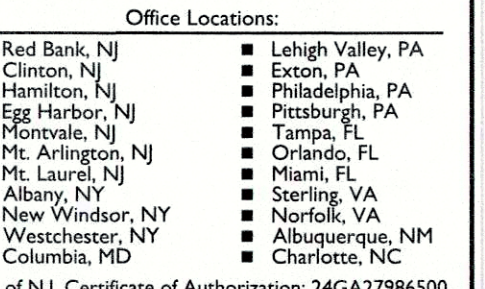 Office Locations:
Red Bank, NJ ■ Lehigh Valley, PA
Clinton, NJ ■ Exton, PA
Hamilton, NJ ■ Philadelphia, PA
Egg Harbor, NJ ■ Pittsburgh, PA
Montvale, NJ ■ Tampa, FL
Mt. Arlington, NJ ■ Orlando, FL
Mt. Laurel, NJ ■ Miami, FL
Albany, NY ■ Sterling, VA
New Windsor, NY ■ Norfolk, VA
Westchester, NY ■ Albuquerque, NM
Columbia, MD ■ Charlotte, NC
of N.J. Certificate of Authorization: 24GA27986500